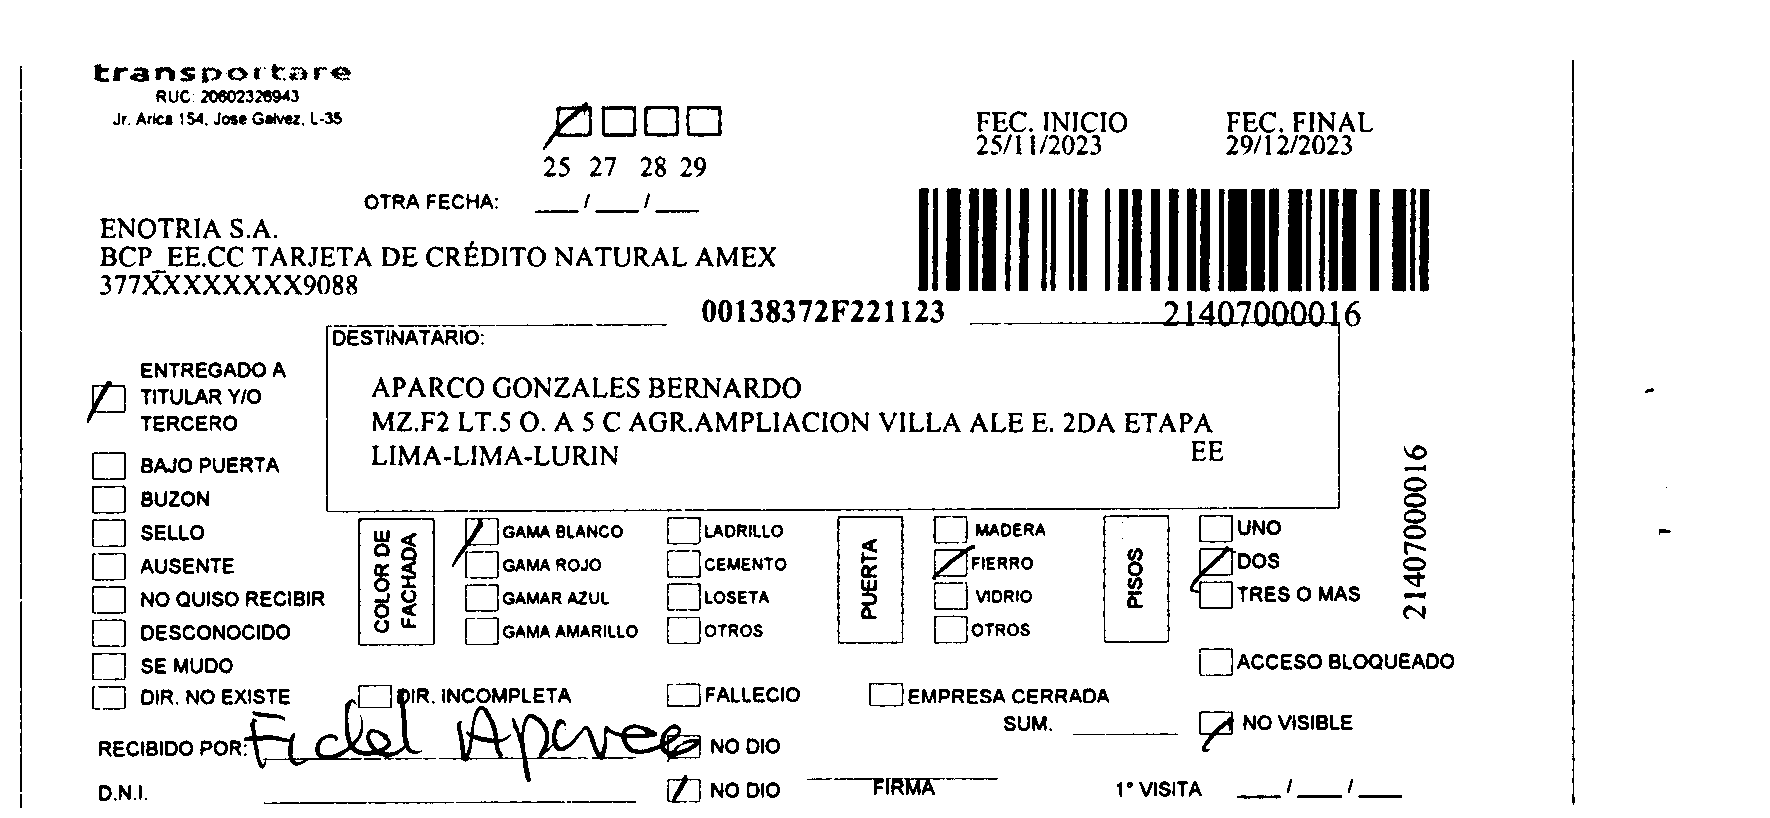 transportare
RUC: 20602326943
Jr. Arica 154, Jose Galvez, L-35
25 27 28 29
OTRA FECHA: ___/___/___
FEC. INICIO
25/11/2023
FEC. FINAL
29/12/2023
ENOTRIA S.A.
BCP_EE.CC TARJETA DE CRÉDITO NATURAL AMEX
377XXXXXXXX9088
00138372F221123
21407000016
DESTINATARIO:
APARCO GONZALES BERNARDO
MZ.F2 LT.5 O. A 5 C AGR.AMPLIACION VILLA ALE E. 2DA ETAPA
LIMA-LIMA-LURIN EE
21407000016
ENTREGADO A
TITULAR Y/O
TERCERO
BAJO PUERTA
BUZON
SELLO
AUSENTE
NO QUISO RECIBIR
DESCONOCIDO
SE MUDO
DIR. NO EXISTE
COLOR DE
FACHADA
GAMA BLANCO
GAMA ROJO
GAMAR AZUL
GAMA AMARILLO
LADRILLO
CEMENTO
LOSETA
OTROS
PUERTA
MADERA
FIERRO
VIDRIO
OTROS
PISOS
UNO
DOS
TRES O MAS
ACCESO BLOQUEADO
DIR. INCOMPLETA
FALLECIO
EMPRESA CERRADA
SUM. ________
NO VISIBLE
RECIBIDO POR: Fidel Aparco
NO DIO
D.N.I.
NO DIO
FIRMA
1° VISITA ___/___/___